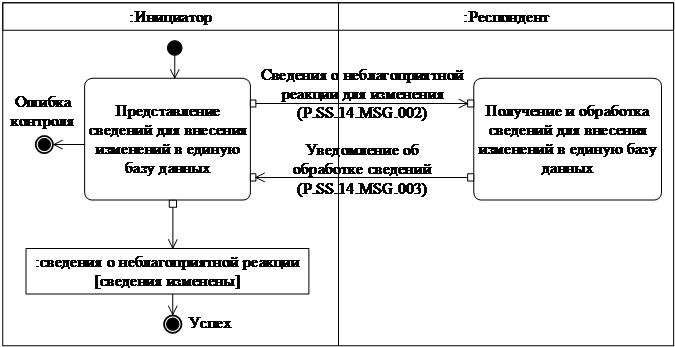 :Инициатор
:Респондент
Сведения о неблагоприятной
реакции для изменения
(P.SS.14.MSG.002)
Ошибка
контроля
Представление
сведений для внесения
изменений в единую
базу данных
Получение и обработка
сведений для внесения
изменений в единую базу
данных
Уведомление об
обработке сведений
(P.SS.14.MSG.003)
:сведения о неблагоприятной реакции
[сведения изменены]
Успех